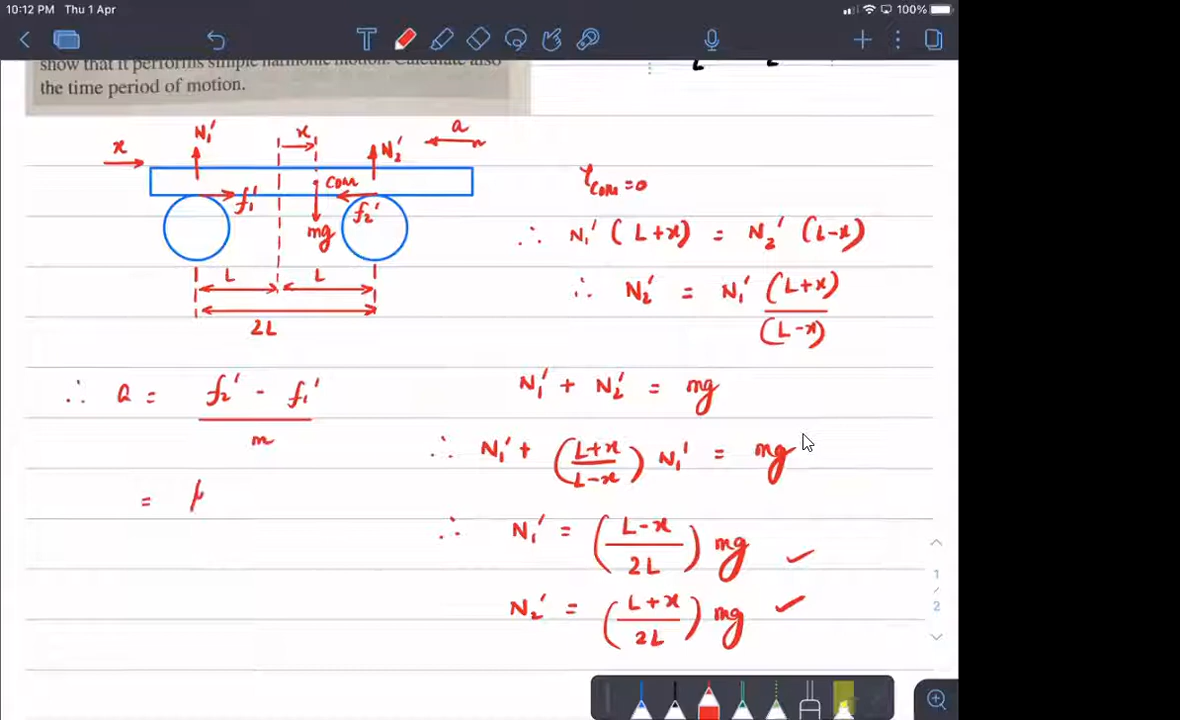 10:12 PM Thu 1 Apr
100%
show that it performs simple harmonic motion. Calculate also
the time period of motion.
L L
N₁' x N₂' a
x
com
f₁' f₂'
mg
L L
2L
τcom = 0
∴ N₁' (L+x) = N₂' (L-x)
∴ N₂' = N₁' (L+x)/(L-x)
∴ a = (f₂' - f₁')/m
N₁' + N₂' = mg
∴ N₁' + ((L+x)/(L-x)) N₁' = mg
= μ
∴ N₁' = ((L-x)/2L) mg ✓
N₂' = ((L+x)/2L) mg ✓
1
/
2